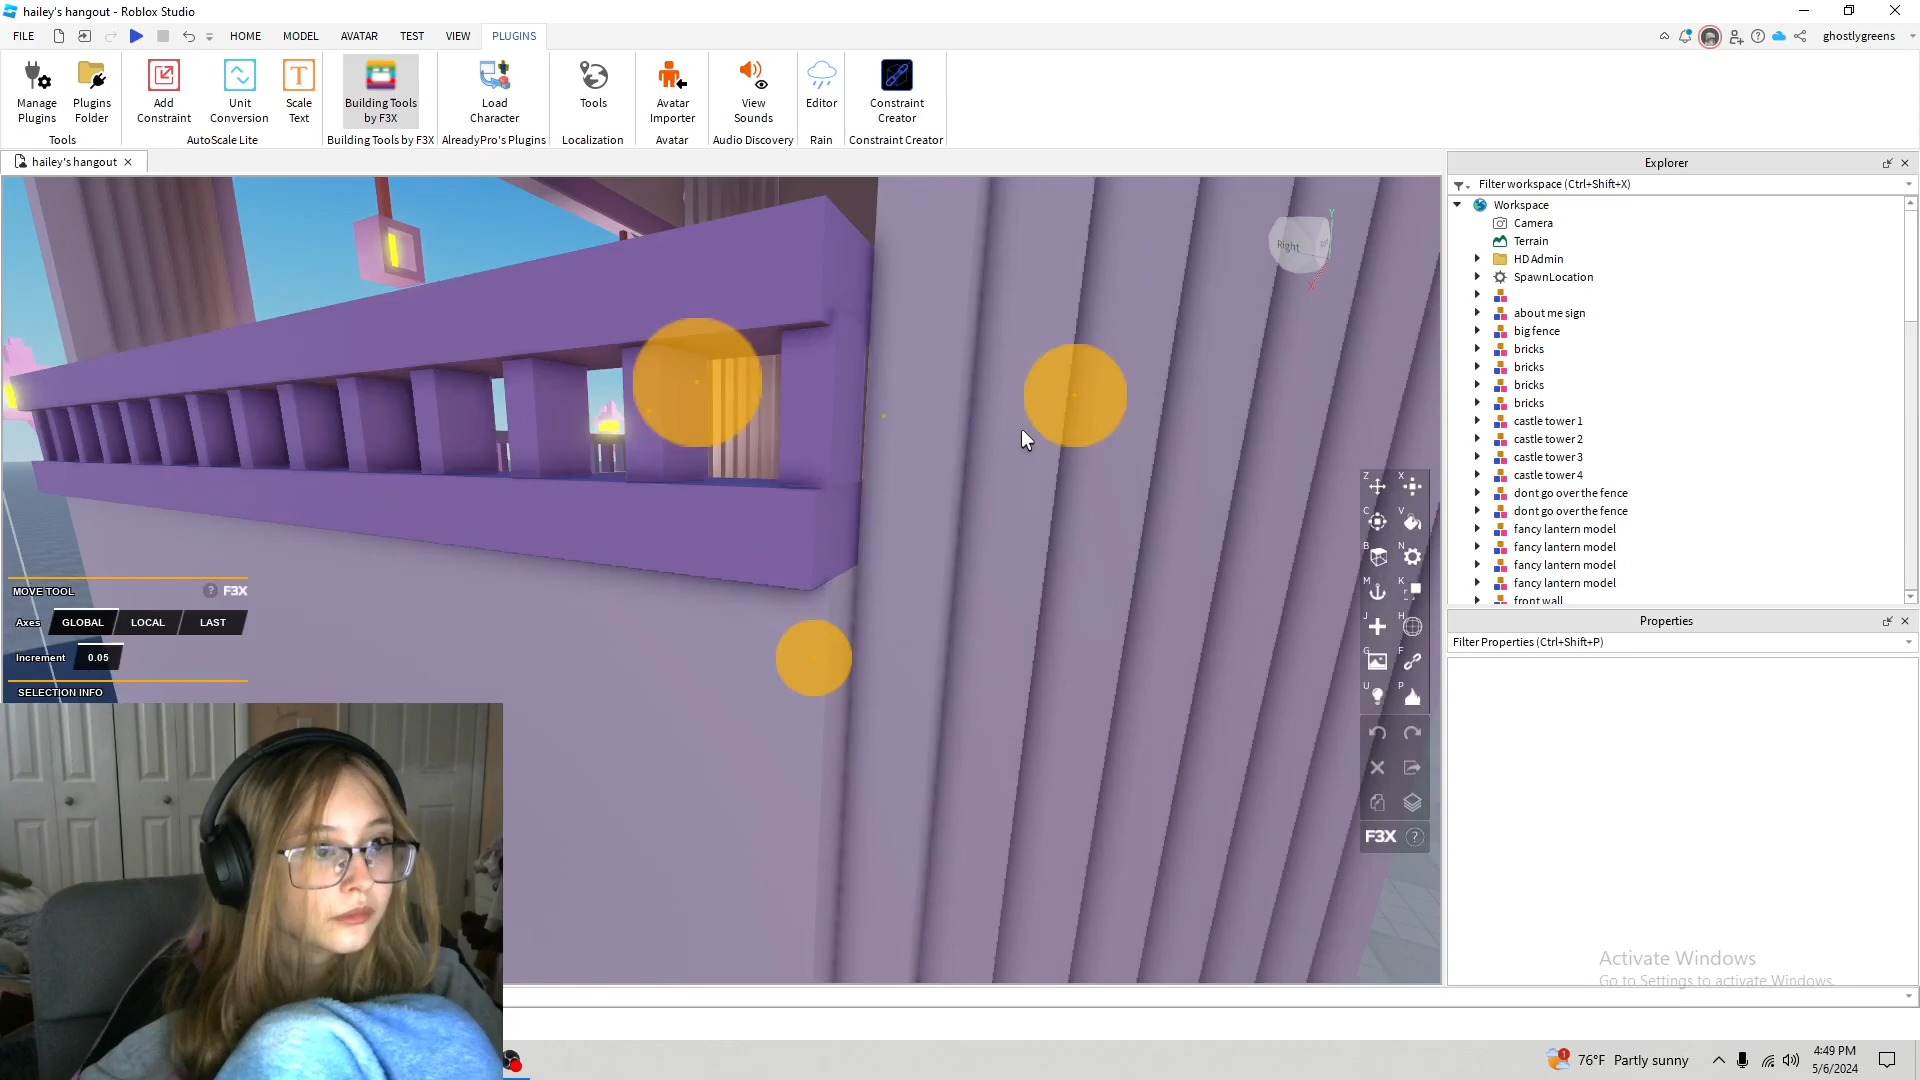 hailey's hangout - Roblox Studio
FILE HOME MODEL AVATAR TEST VIEW PLUGINS ghostlygreens
Manage Plugins
Plugins Folder
Add Constraint
Unit Conversion
Scale Text
Building Tools by F3X
Load Character
Tools
Avatar Importer
View Sounds
Editor
Constraint Creator
Tools AutoScale Lite Building Tools by F3X AlreadyPro's Plugins Localization Avatar Audio Discovery Rain Constraint Creator
hailey's hangout
Right
Y
X
MOVE TOOL ? F3X
Axes GLOBAL LOCAL LAST
Increment 0.05
SELECTION INFO
Z X
C V
B N
M K
J H
G F
U P
F3X ?
Explorer
Filter workspace (Ctrl+Shift+X)
Workspace
Camera
Terrain
HD Admin
SpawnLocation
about me sign
big fence
bricks
bricks
bricks
bricks
castle tower 1
castle tower 2
castle tower 3
castle tower 4
dont go over the fence
dont go over the fence
fancy lantern model
fancy lantern model
fancy lantern model
fancy lantern model
front wall
Properties
Filter Properties (Ctrl+Shift+P)
Activate Windows
Go to Settings to activate Windows.
1 76°F Partly sunny
4:49 PM
5/6/2024